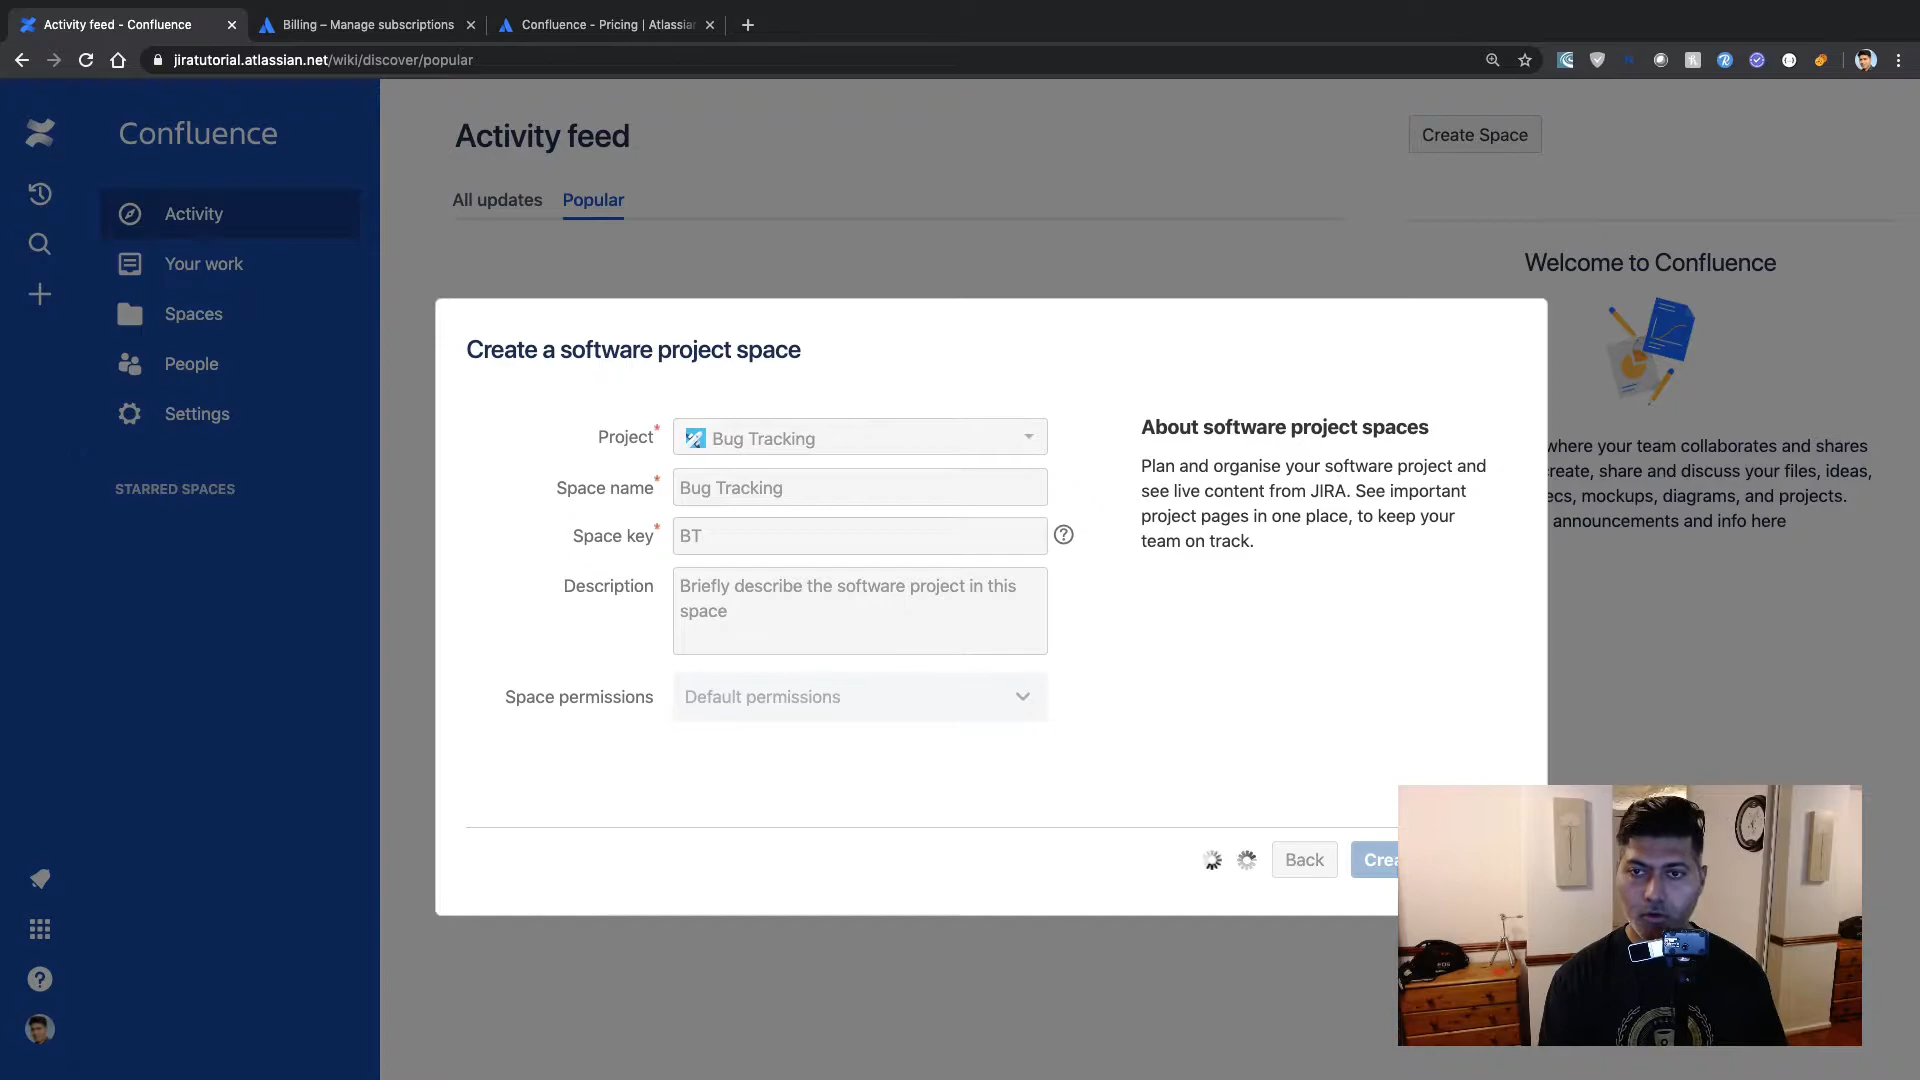 Activity feed - Confluence
Billing – Manage subscriptions
Confluence - Pricing | Atlassian
jiratutorial.atlassian.net/wiki/discover/popular
Confluence
Activity
Your work
Spaces
People
Settings
STARRED SPACES
Activity feed
Create Space
All updates
Popular
Welcome to Confluence
where your team collaborates and shares
create, share and discuss your files, ideas,
ecs, mockups, diagrams, and projects.
announcements and info here
Create a software project space
Project*
Bug Tracking
Space name*
Bug Tracking
Space key*
BT
Description
Briefly describe the software project in this
space
Space permissions
Default permissions
About software project spaces
Plan and organise your software project and
see live content from JIRA. See important
project pages in one place, to keep your
team on track.
Back
Crea